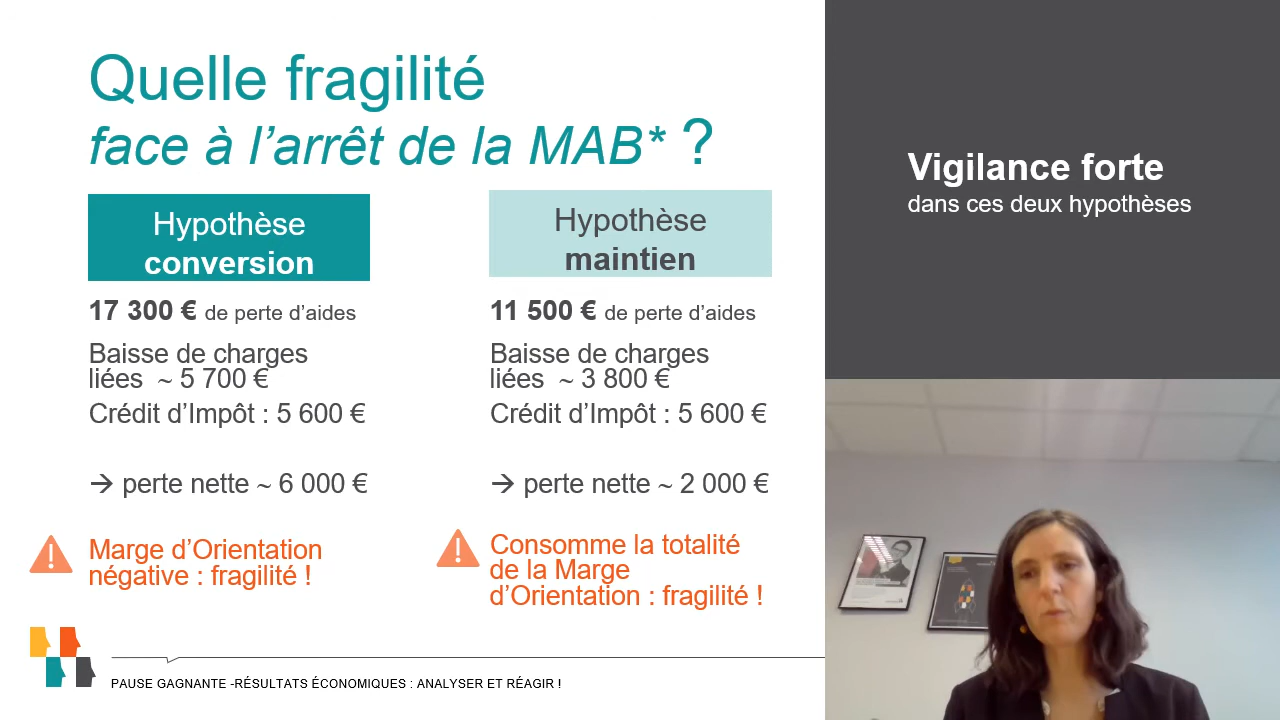 Quelle fragilité
face à l’arrêt de la MAB* ?
Hypothèse
conversion
17 300 € de perte d’aides
Baisse de charges
liées ~ 5 700 €
Crédit d’Impôt : 5 600 €
→ perte nette ~ 6 000 €
Marge d’Orientation
négative : fragilité !
Hypothèse
maintien
11 500 € de perte d’aides
Baisse de charges
liées ~ 3 800 €
Crédit d’Impôt : 5 600 €
→ perte nette ~ 2 000 €
Consomme la totalité
de la Marge
d’Orientation : fragilité !
PAUSE GAGNANTE -RÉSULTATS ÉCONOMIQUES : ANALYSER ET RÉAGIR !
Vigilance forte
dans ces deux hypothèses